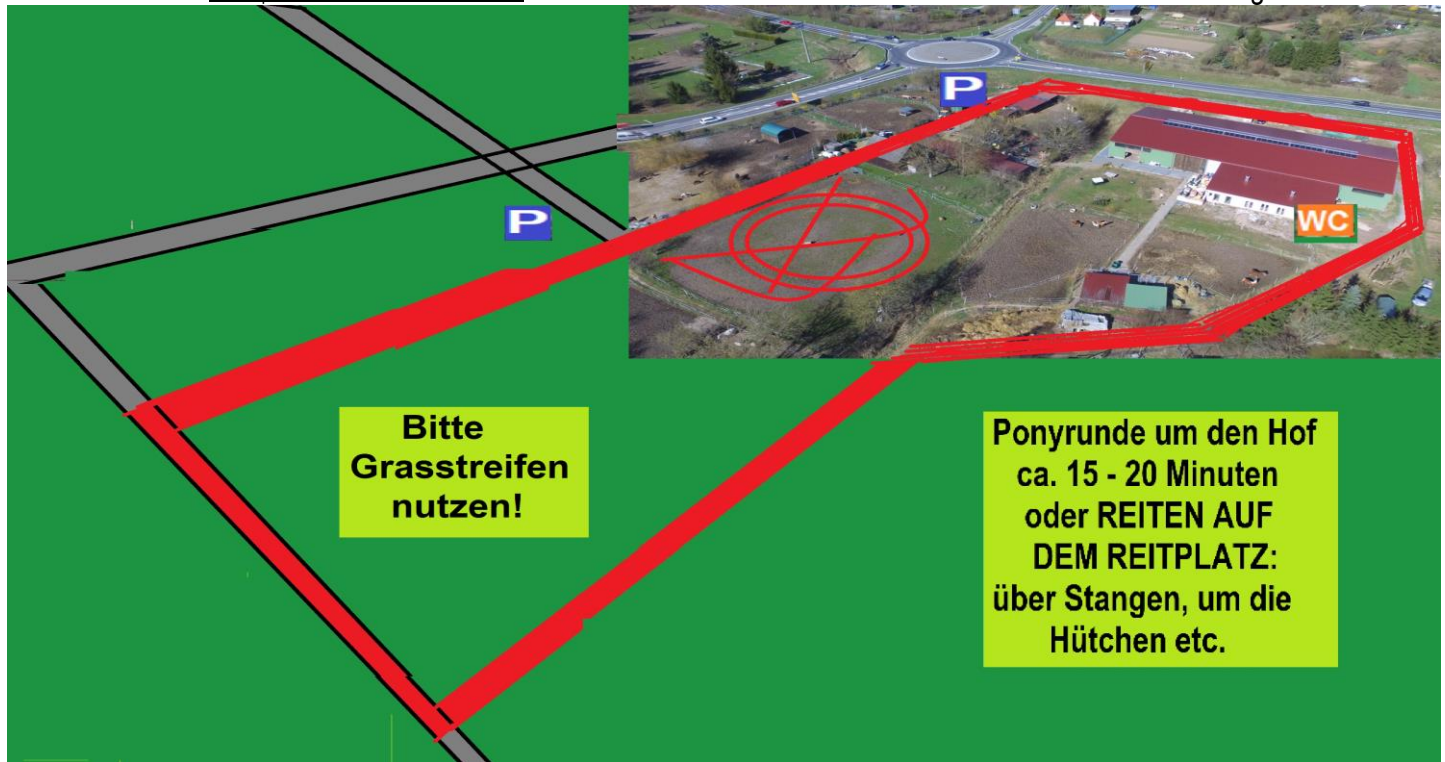 P
P
WC
Bitte
Grasstreifen
nutzen!
Ponyrunde um den Hof
ca. 15 - 20 Minuten
oder REITEN AUF
DEM REITPLATZ:
über Stangen, um die
Hütchen etc.